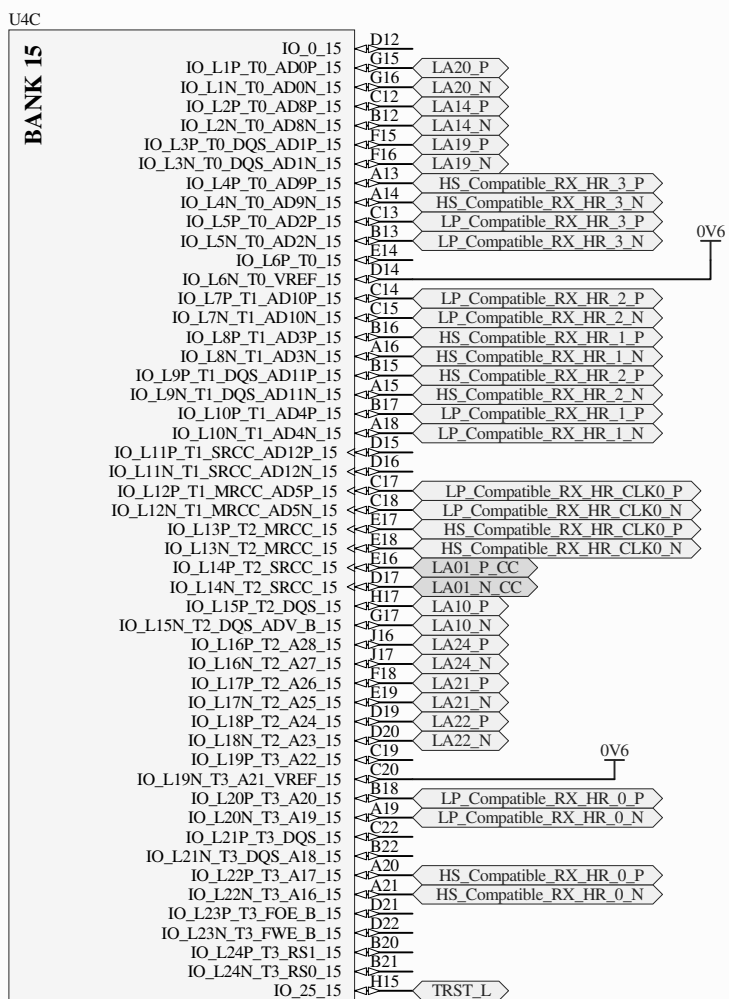 U4C
BANK 15
IO_0_15 D12
IO_L1P_T0_AD0P_15 G15 LA20_P
IO_L1N_T0_AD0N_15 G16 LA20_N
IO_L2P_T0_AD8P_15 C12 LA14_P
IO_L2N_T0_AD8N_15 B12 LA14_N
IO_L3P_T0_DQS_AD1P_15 F15 LA19_P
IO_L3N_T0_DQS_AD1N_15 F16 LA19_N
IO_L4P_T0_AD9P_15 A13 HS_Compatible_RX_HR_3_P
IO_L4N_T0_AD9N_15 A14 HS_Compatible_RX_HR_3_N
IO_L5P_T0_AD2P_15 C13 LP_Compatible_RX_HR_3_P
IO_L5N_T0_AD2N_15 B13 LP_Compatible_RX_HR_3_N 0V6
IO_L6P_T0_15 E14
IO_L6N_T0_VREF_15 D14
IO_L7P_T1_AD10P_15 C14 LP_Compatible_RX_HR_2_P
IO_L7N_T1_AD10N_15 C15 LP_Compatible_RX_HR_2_N
IO_L8P_T1_AD3P_15 B16 HS_Compatible_RX_HR_1_P
IO_L8N_T1_AD3N_15 A16 HS_Compatible_RX_HR_1_N
IO_L9P_T1_DQS_AD11P_15 B15 HS_Compatible_RX_HR_2_P
IO_L9N_T1_DQS_AD11N_15 A15 HS_Compatible_RX_HR_2_N
IO_L10P_T1_AD4P_15 B17 LP_Compatible_RX_HR_1_P
IO_L10N_T1_AD4N_15 A18 LP_Compatible_RX_HR_1_N
IO_L11P_T1_SRCC_AD12P_15 D15
IO_L11N_T1_SRCC_AD12N_15 D16
IO_L12P_T1_MRCC_AD5P_15 C17 LP_Compatible_RX_HR_CLK0_P
IO_L12N_T1_MRCC_AD5N_15 C18 LP_Compatible_RX_HR_CLK0_N
IO_L13P_T2_MRCC_15 E17 HS_Compatible_RX_HR_CLK0_P
IO_L13N_T2_MRCC_15 E18 HS_Compatible_RX_HR_CLK0_N
IO_L14P_T2_SRCC_15 E16 LA01_P_CC
IO_L14N_T2_SRCC_15 D17 LA01_N_CC
IO_L15P_T2_DQS_15 H17 LA10_P
IO_L15N_T2_DQS_ADV_B_15 G17 LA10_N
IO_L16P_T2_A28_15 J16 LA24_P
IO_L16N_T2_A27_15 J17 LA24_N
IO_L17P_T2_A26_15 F18 LA21_P
IO_L17N_T2_A25_15 E19 LA21_N
IO_L18P_T2_A24_15 D19 LA22_P
IO_L18N_T2_A23_15 D20 LA22_N
IO_L19P_T3_A22_15 C19 0V6
IO_L19N_T3_A21_VREF_15 C20
IO_L20P_T3_A20_15 B18 LP_Compatible_RX_HR_0_P
IO_L20N_T3_A19_15 A19 LP_Compatible_RX_HR_0_N
IO_L21P_T3_DQS_15 C22
IO_L21N_T3_DQS_A18_15 B22
IO_L22P_T3_A17_15 A20 HS_Compatible_RX_HR_0_P
IO_L22N_T3_A16_15 A21 HS_Compatible_RX_HR_0_N
IO_L23P_T3_FOE_B_15 D21
IO_L23N_T3_FWE_B_15 D22
IO_L24P_T3_RS1_15 B20
IO_L24N_T3_RS0_15 B21
IO_25_15 H15 TRST_L